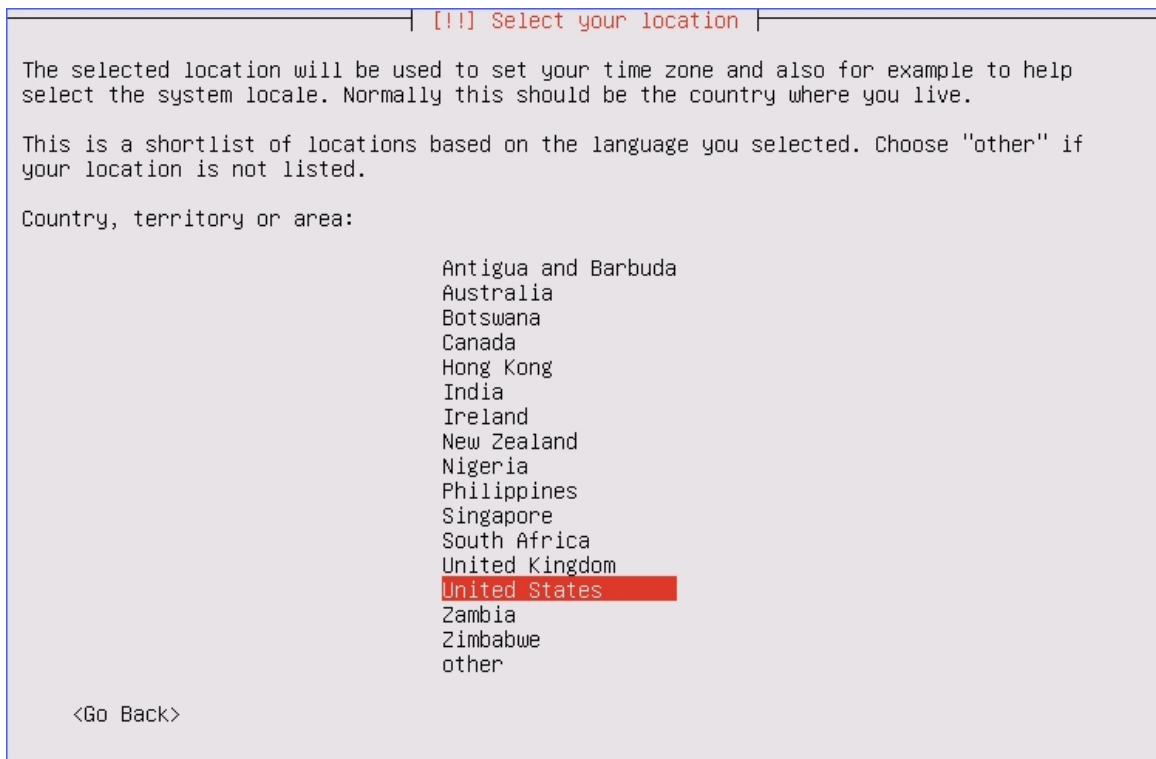 [!!] Select your location
The selected location will be used to set your time zone and also for example to help
select the system locale. Normally this should be the country where you live.
This is a shortlist of locations based on the language you selected. Choose "other" if
your location is not listed.
Country, territory or area:
Antigua and Barbuda
Australia
Botswana
Canada
Hong Kong
India
Ireland
New Zealand
Nigeria
Philippines
Singapore
South Africa
United Kingdom
United States
Zambia
Zimbabwe
other
<Go Back>